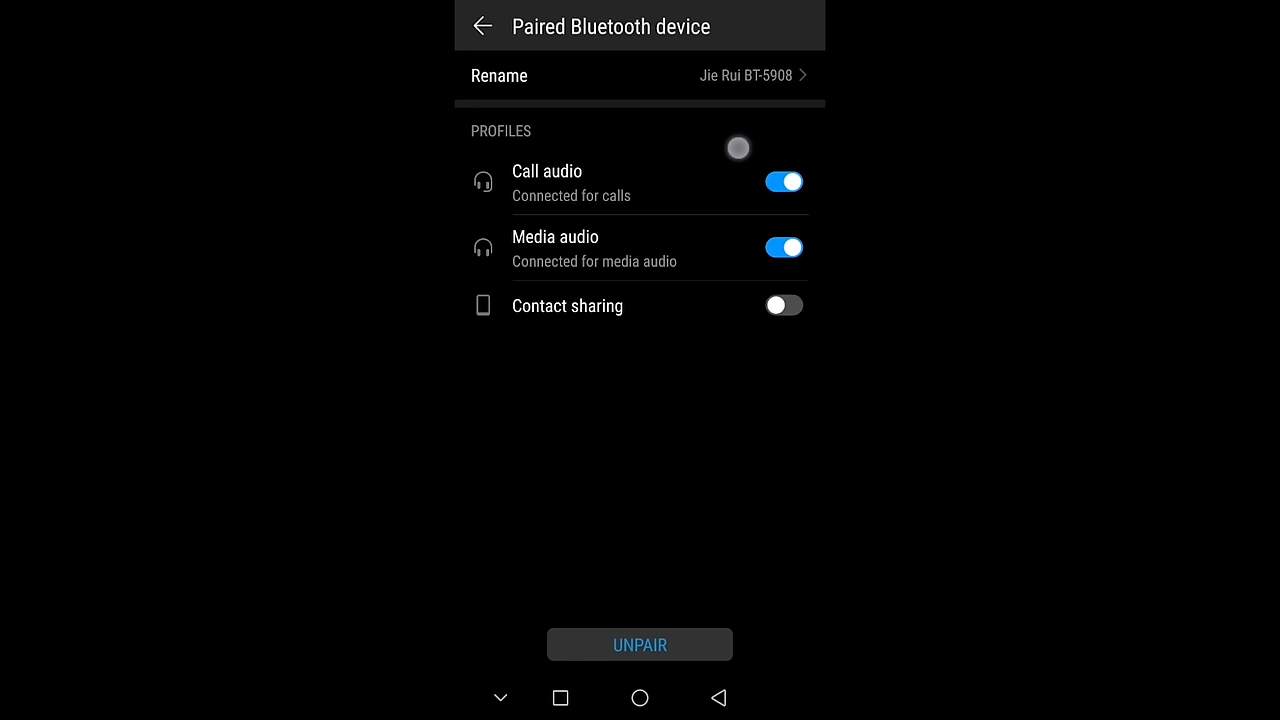 Paired Bluetooth device
Rename Jie Rui BT-5908
PROFILES
Call audio
Connected for calls
Media audio
Connected for media audio
Contact sharing
UNPAIR